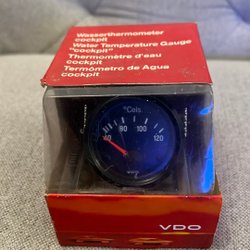 Wasserthermometer
cockpit
Water Temperature Gauge
"cockpit"
Thermomètre d'eau
cockpit
Termómetro de Agua
cockpit
°Cels
80 100
60 120
VDO